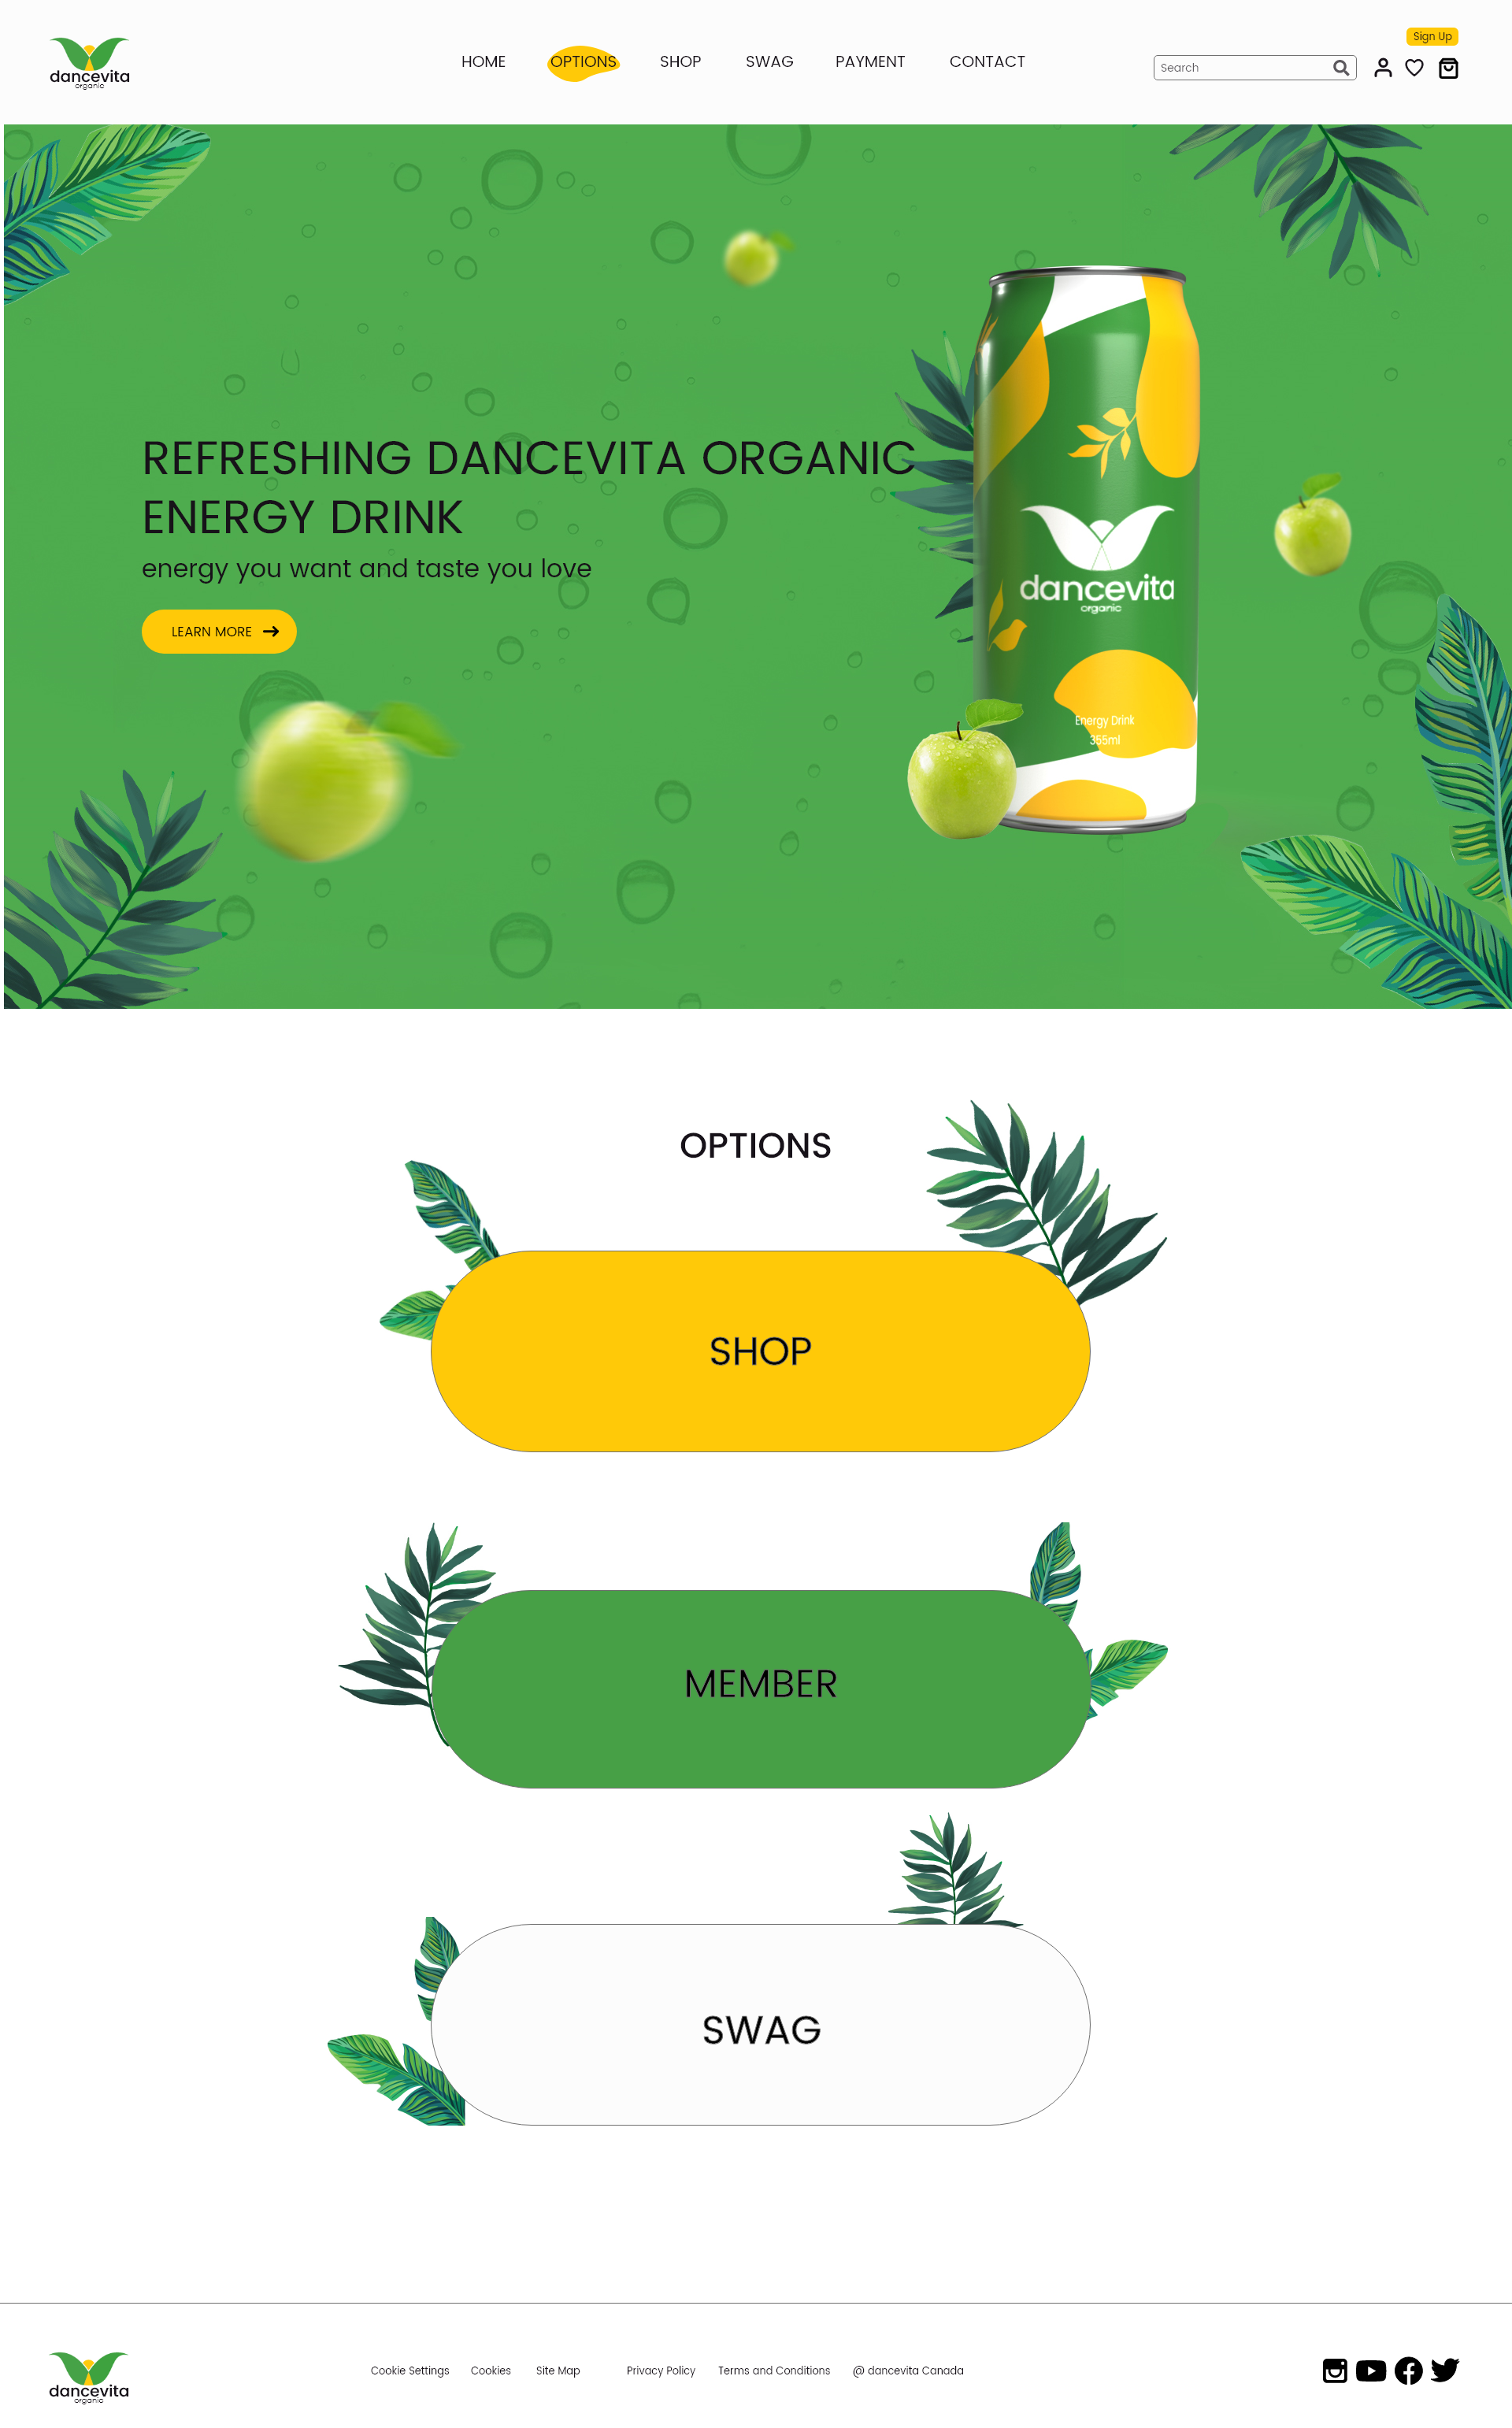 dancevita
organic
HOME
OPTIONS
SHOP
SWAG
PAYMENT
CONTACT
Sign Up
Search
REFRESHING DANCEVITA ORGANIC
ENERGY DRINK
energy you want and taste you love
LEARN MORE
dancevita
organic
Energy Drink
355ml
OPTIONS
SHOP
MEMBER
SWAG
dancevita
organic
Cookie Settings
Cookies
Site Map
Privacy Policy
Terms and Conditions
@ dancevita Canada